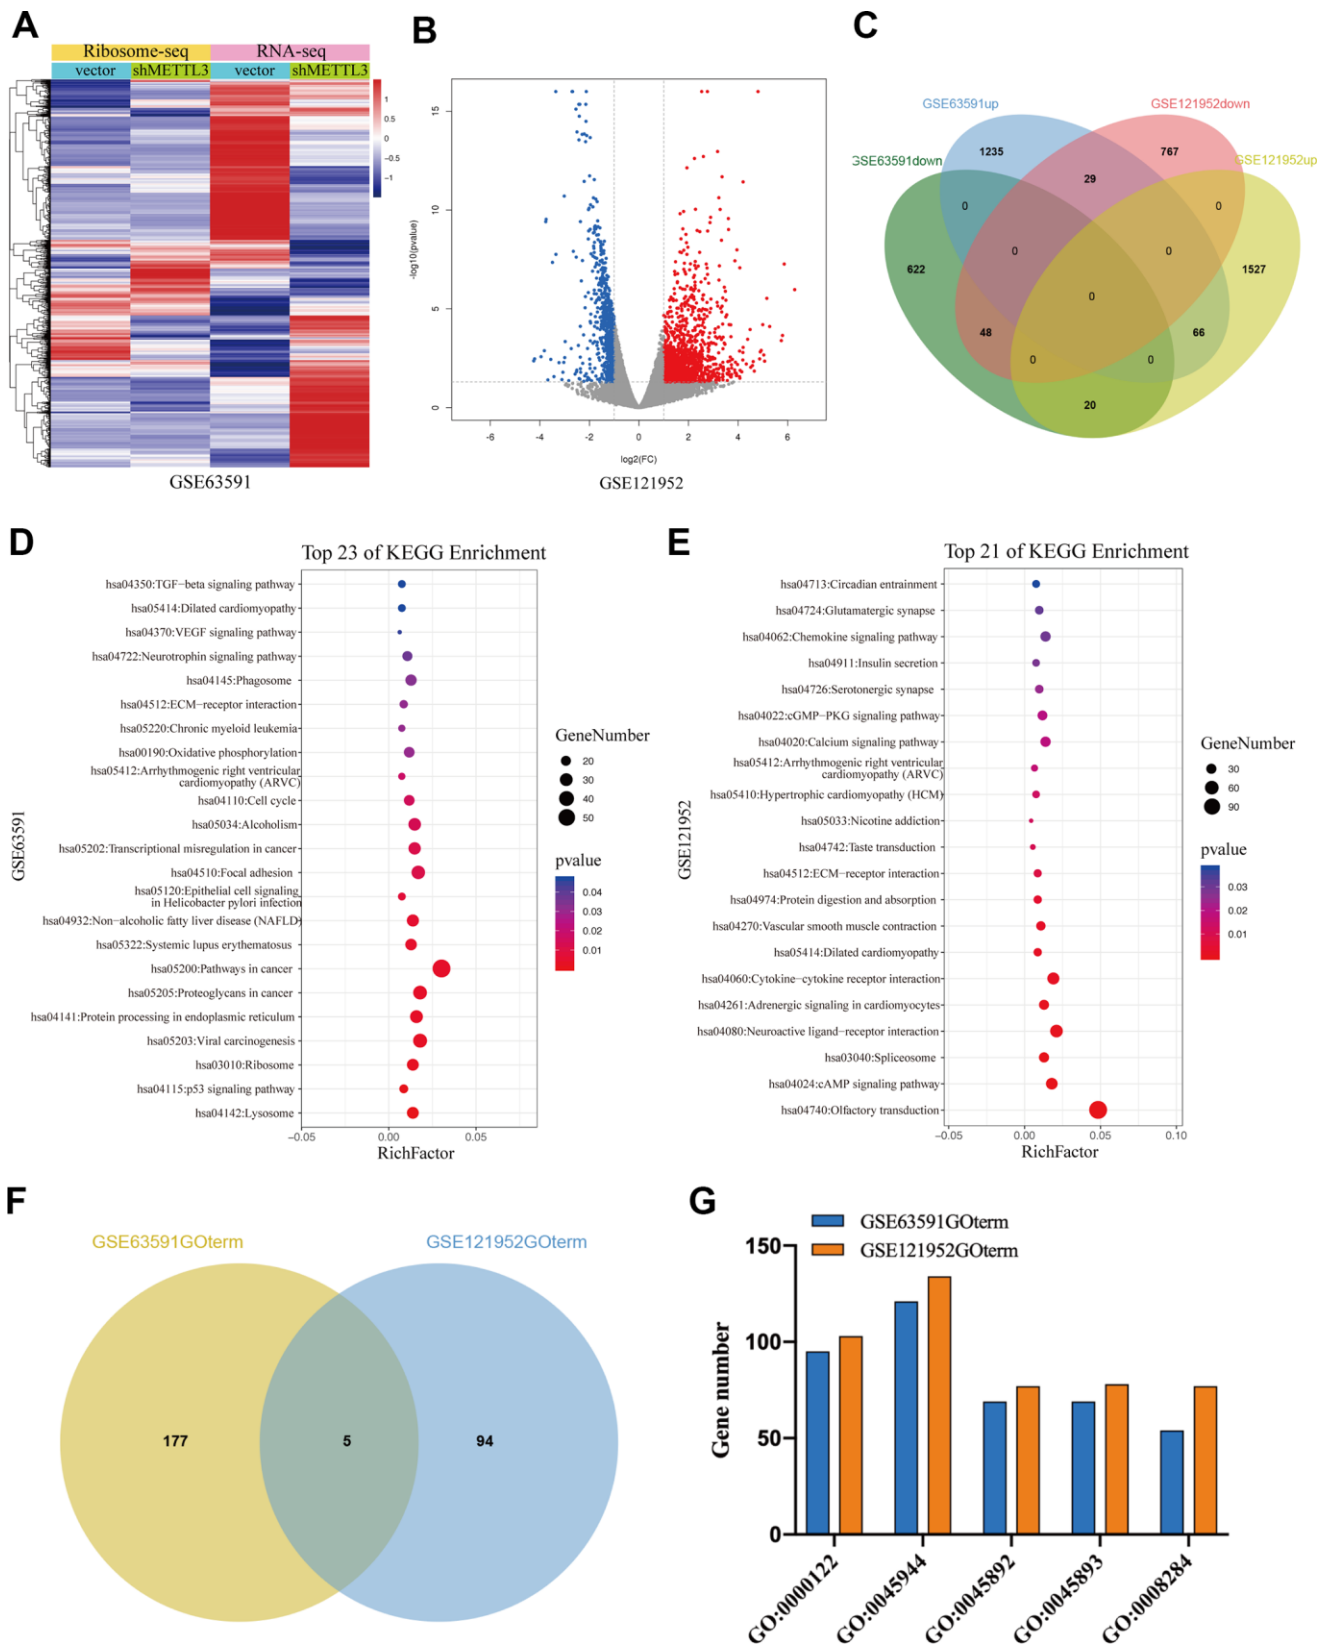 A
Ribosome-seq RNA-seq
vector shMETTL3 vector shMETTL3
1
0.5
0
−0.5
−1
GSE63591
B
15
10
5
0
-log10(pvalue)
-6 -4 -2 0 2 4 6
log2(FC)
GSE121952
C
GSE63591up GSE121952down
GSE63591down GSE121952up
1235 767
29
0 0
0 0
622 1527
0
48 66
0 0
20
D
Top 23 of KEGG Enrichment
hsa04350:TGF−beta signaling pathway
hsa05414:Dilated cardiomyopathy
hsa04370:VEGF signaling pathway
hsa04722:Neurotrophin signaling pathway
hsa04145:Phagosome
hsa04512:ECM−receptor interaction
hsa05220:Chronic myeloid leukemia
hsa00190:Oxidative phosphorylation
hsa05412:Arrhythmogenic right ventricular
cardiomyopathy (ARVC)
hsa04110:Cell cycle
hsa05034:Alcoholism
hsa05202:Transcriptional misregulation in cancer
hsa04510:Focal adhesion
hsa05120:Epithelial cell signaling
in Helicobacter pylori infection
hsa04932:Non−alcoholic fatty liver disease (NAFLD)
hsa05322:Systemic lupus erythematosus
hsa05200:Pathways in cancer
hsa05205:Proteoglycans in cancer
hsa04141:Protein processing in endoplasmic reticulum
hsa05203:Viral carcinogenesis
hsa03010:Ribosome
hsa04115:p53 signaling pathway
hsa04142:Lysosome
GSE63591
−0.05 0.00 0.05
RichFactor
GeneNumber
20
30
40
50
pvalue
0.04
0.03
0.02
0.01
E
Top 21 of KEGG Enrichment
hsa04713:Circadian entrainment
hsa04724:Glutamatergic synapse
hsa04062:Chemokine signaling pathway
hsa04911:Insulin secretion
hsa04726:Serotonergic synapse
hsa04022:cGMP−PKG signaling pathway
hsa04020:Calcium signaling pathway
hsa05412:Arrhythmogenic right ventricular
cardiomyopathy (ARVC)
hsa05410:Hypertrophic cardiomyopathy (HCM)
hsa05033:Nicotine addiction
hsa04742:Taste transduction
hsa04512:ECM−receptor interaction
hsa04974:Protein digestion and absorption
hsa04270:Vascular smooth muscle contraction
hsa05414:Dilated cardiomyopathy
hsa04060:Cytokine−cytokine receptor interaction
hsa04261:Adrenergic signaling in cardiomyocytes
hsa04080:Neuroactive ligand−receptor interaction
hsa03040:Spliceosome
hsa04024:cAMP signaling pathway
hsa04740:Olfactory transduction
GSE121952
−0.05 0.00 0.05 0.10
RichFactor
GeneNumber
30
60
90
pvalue
0.03
0.02
0.01
F
GSE63591GOterm GSE121952GOterm
177 5 94
G
GSE63591GOterm
GSE121952GOterm
150
100
50
0
Gene number
GO:0000122 GO:0045944 GO:0045892 GO:0045893 GO:0008284